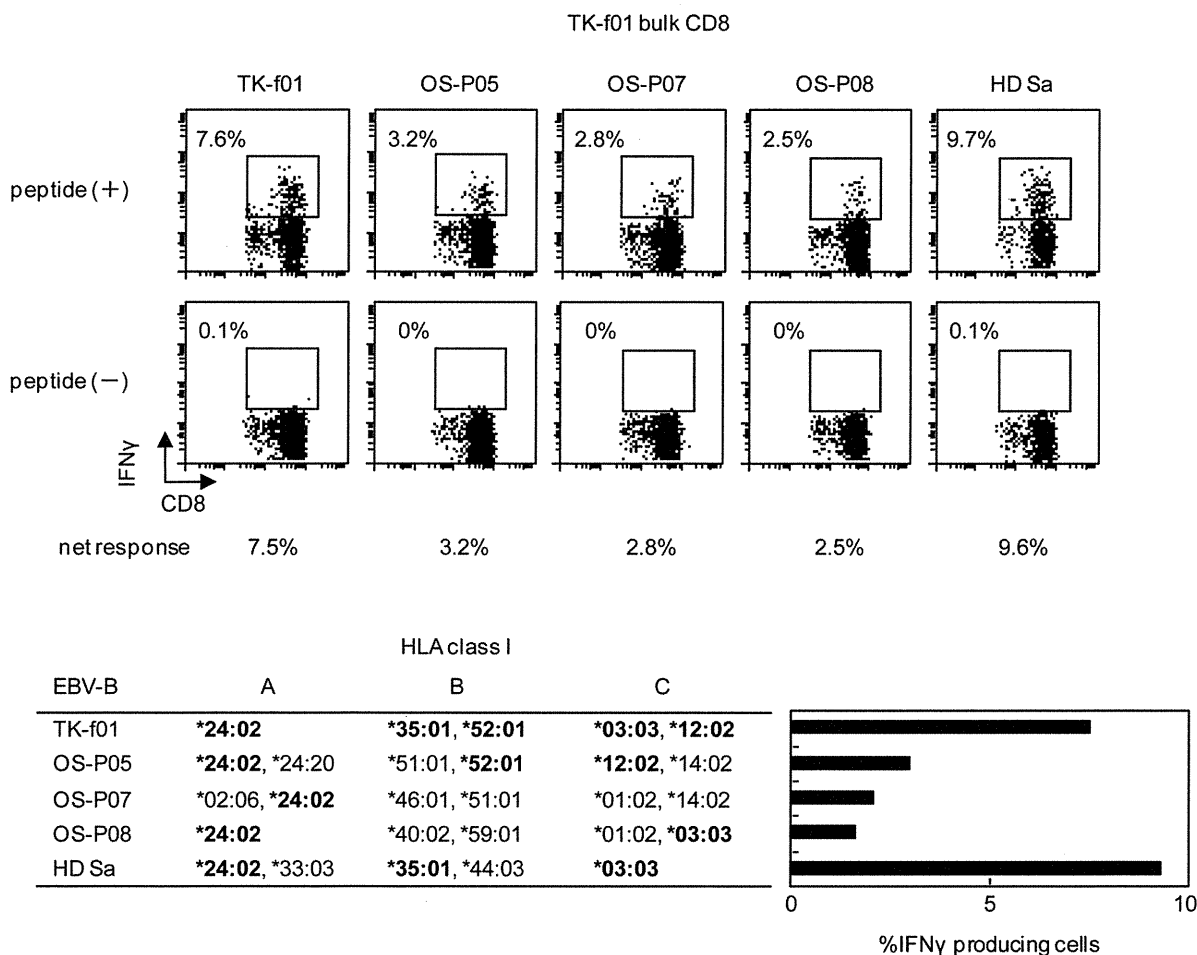 TK-f01 bulk CD8
TK-f01 OS-P05 OS-P07 OS-P08 HD Sa
peptide (+) 7.6% 3.2% 2.8% 2.5% 9.7%
peptide (−) 0.1% 0% 0% 0% 0.1%
IFNγ
CD8
net response 7.5% 3.2% 2.8% 2.5% 9.6%
HLA class I
EBV-B A B C
TK-f01 *24:02 *35:01, *52:01 *03:03, *12:02
OS-P05 *24:02, *24:20 *51:01, *52:01 *12:02, *14:02
OS-P07 *02:06, *24:02 *46:01, *51:01 *01:02, *14:02
OS-P08 *24:02 *40:02, *59:01 *01:02, *03:03
HD Sa *24:02, *33:03 *35:01, *44:03 *03:03
0 5 10
%IFNγ producing cells